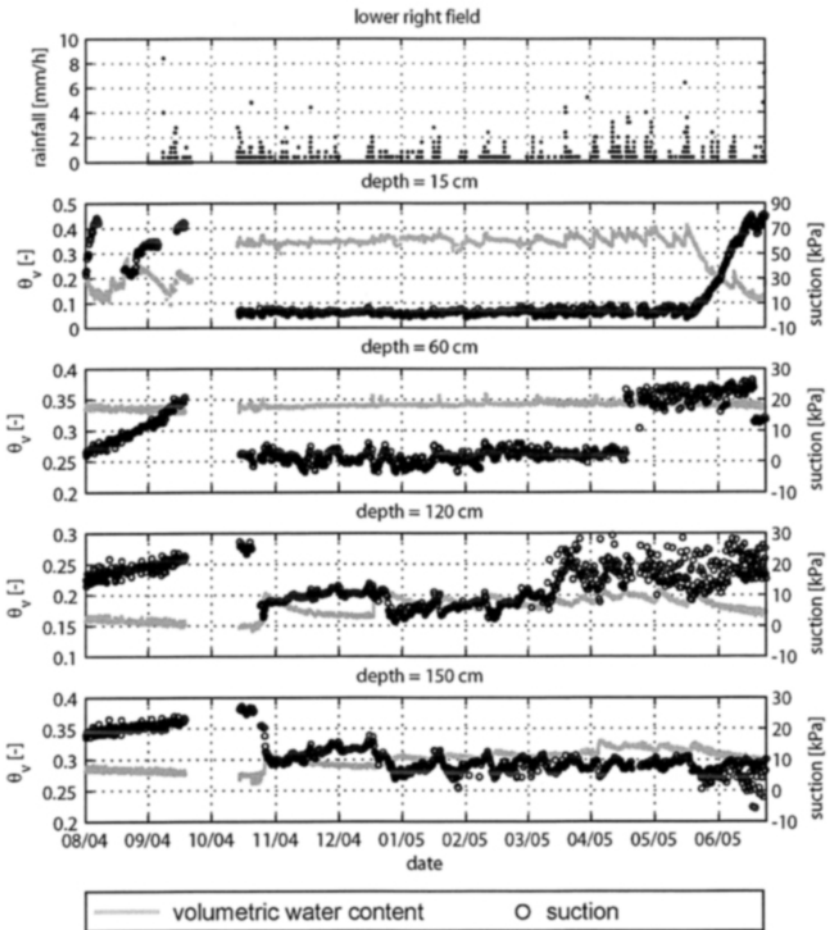 lower right field
10
8
6
4
2
0
rainfall [mm/h]
depth = 15 cm
0.5
0.4
0.3
0.2
0.1
0
θv [-]
90
70
50
30
10
-10
suction [kPa]
depth = 60 cm
0.4
0.35
0.3
0.25
0.2
θv [-]
30
20
10
0
-10
suction [kPa]
depth = 120 cm
0.3
0.25
0.2
0.15
0.1
θv [-]
30
20
10
0
-10
suction [kPa]
depth = 150 cm
0.4
0.35
0.3
0.25
0.2
θv [-]
30
20
10
0
-10
suction [kPa]
08/04 09/04 10/04 11/04 12/04 01/05 02/05 03/05 04/05 05/05 06/05
date
volumetric water content suction